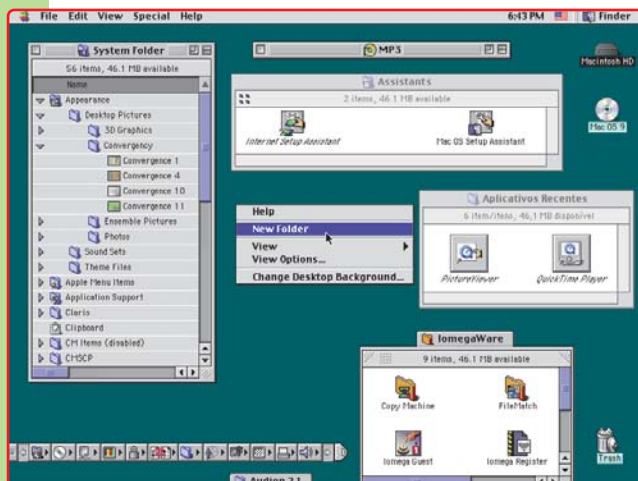 File Edit View Special Help
6:43 PM
Finder
System Folder
56 items, 46.1 MB available
Name
Appearance
Desktop Pictures
3D Graphics
Convergency
Convergence 1
Convergence 4
Convergence 10
Convergence 11
Ensemble Pictures
Photos
Sound Sets
Theme Files
Apple Menu Items
Application Support
Claris
Clipboard
CM Items (disabled)
CMSCP
MP3
Assistants
2 items, 46.1 MB available
Internet Setup Assistant
Mac OS Setup Assistant
Macintosh HD
Mac OS 9
Help
New Folder
View
View Options...
Change Desktop Background...
Aplicativos Recentes
6 item/itens, 46,1 MB disponível
PictureViewer
QuickTime Player
IomegaWare
9 items, 46.1 MB available
Copy Machine
FileMatch
Iomega Guest
Iomega Register
Trash
Audion 2.1